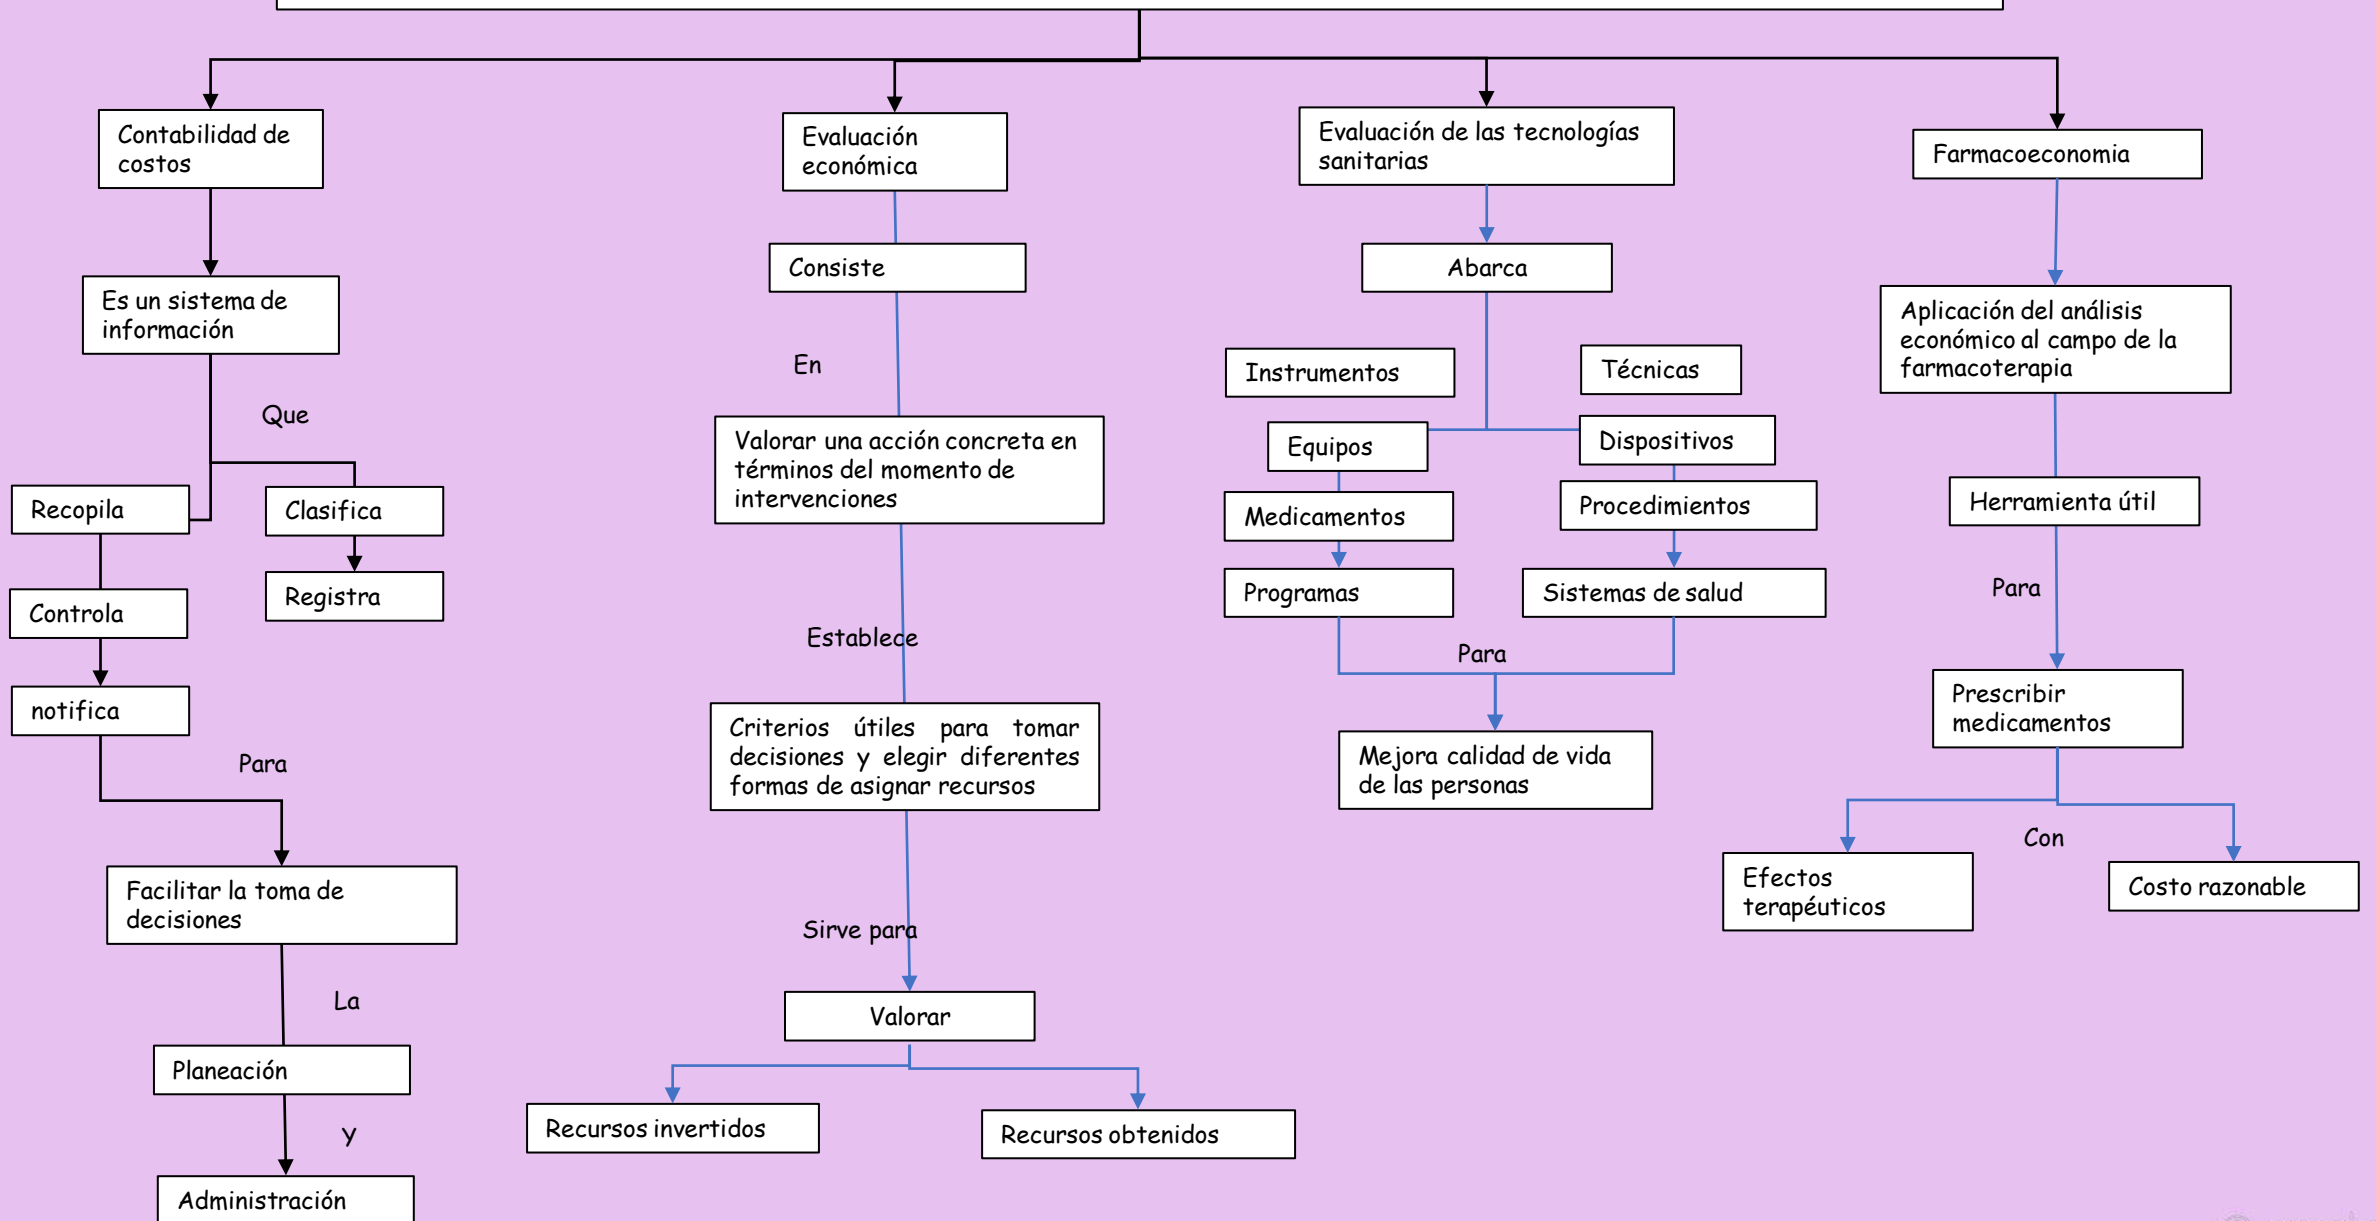 Contabilidad de
costos
Es un sistema de
información
Que
Recopila
Clasifica
Registra
Controla
notifica
Para
Facilitar la toma de
decisiones
La
Planeación
Y
Administración
Evaluación
económica
Consiste
En
Valorar una acción concreta en
términos del momento de
intervenciones
Establece
Criterios útiles para tomar
decisiones y elegir diferentes
formas de asignar recursos
Sirve para
Valorar
Recursos invertidos
Recursos obtenidos
Evaluación de las tecnologías
sanitarias
Abarca
Instrumentos
Técnicas
Equipos
Dispositivos
Medicamentos
Procedimientos
Programas
Sistemas de salud
Para
Mejora calidad de vida
de las personas
Farmacoeconomia
Aplicación del análisis
económico al campo de la
farmacoterapia
Herramienta útil
Para
Prescribir
medicamentos
Con
Efectos
terapéuticos
Costo razonable